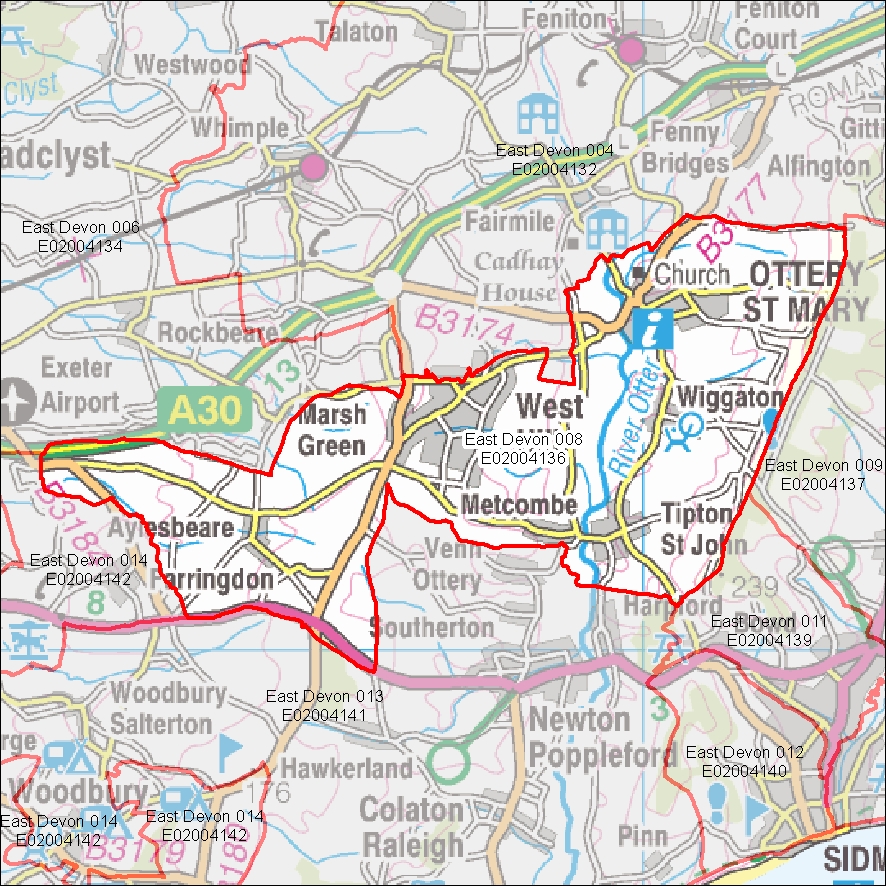 Talaton
Feniton
Feniton
Court
Westwood
Clyst
ROMAN
Whimple
adclyst
East Devon 004
E02004132
Fenny
Bridges
Gitti
Alfington
East Devon 006
E02004134
Fairmile
B3177
Cadhay
House
Church
OTTERY
ST MARY
B3174
Rockbeare
Exeter
Airport
13
A30
Marsh
Green
West
River Otter
Wiggaton
East Devon 008
E02004136
East Devon 009
E02004137
B3184
Metcombe
Aylesbeare
Tipton
St John
Venn
Ottery
East Devon 014
E02004142
Farringdon
8
239
Harpford
Southerton
East Devon 011
E02004139
East Devon 013
E02004141
Woodbury
Salterton
3
Newton
Poppleford
East Devon 012
E02004140
Hawkerland
Woodbury
176
Colaton
Raleigh
East Devon 014
E02004142
East Devon 014
E02004142
Pinn
B3179
SIDM